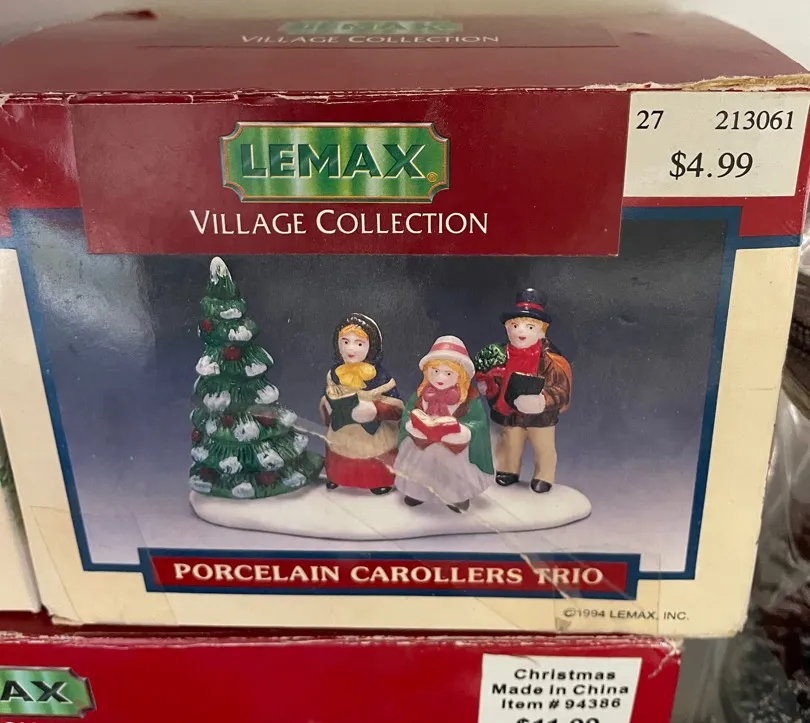 VILLAGE COLLECTION
LEMAX
VILLAGE COLLECTION
27 213061
$4.99
PORCELAIN CAROLLERS TRIO
©1994 LEMAX, INC.
AX
Christmas
Made in China
Item # 94386